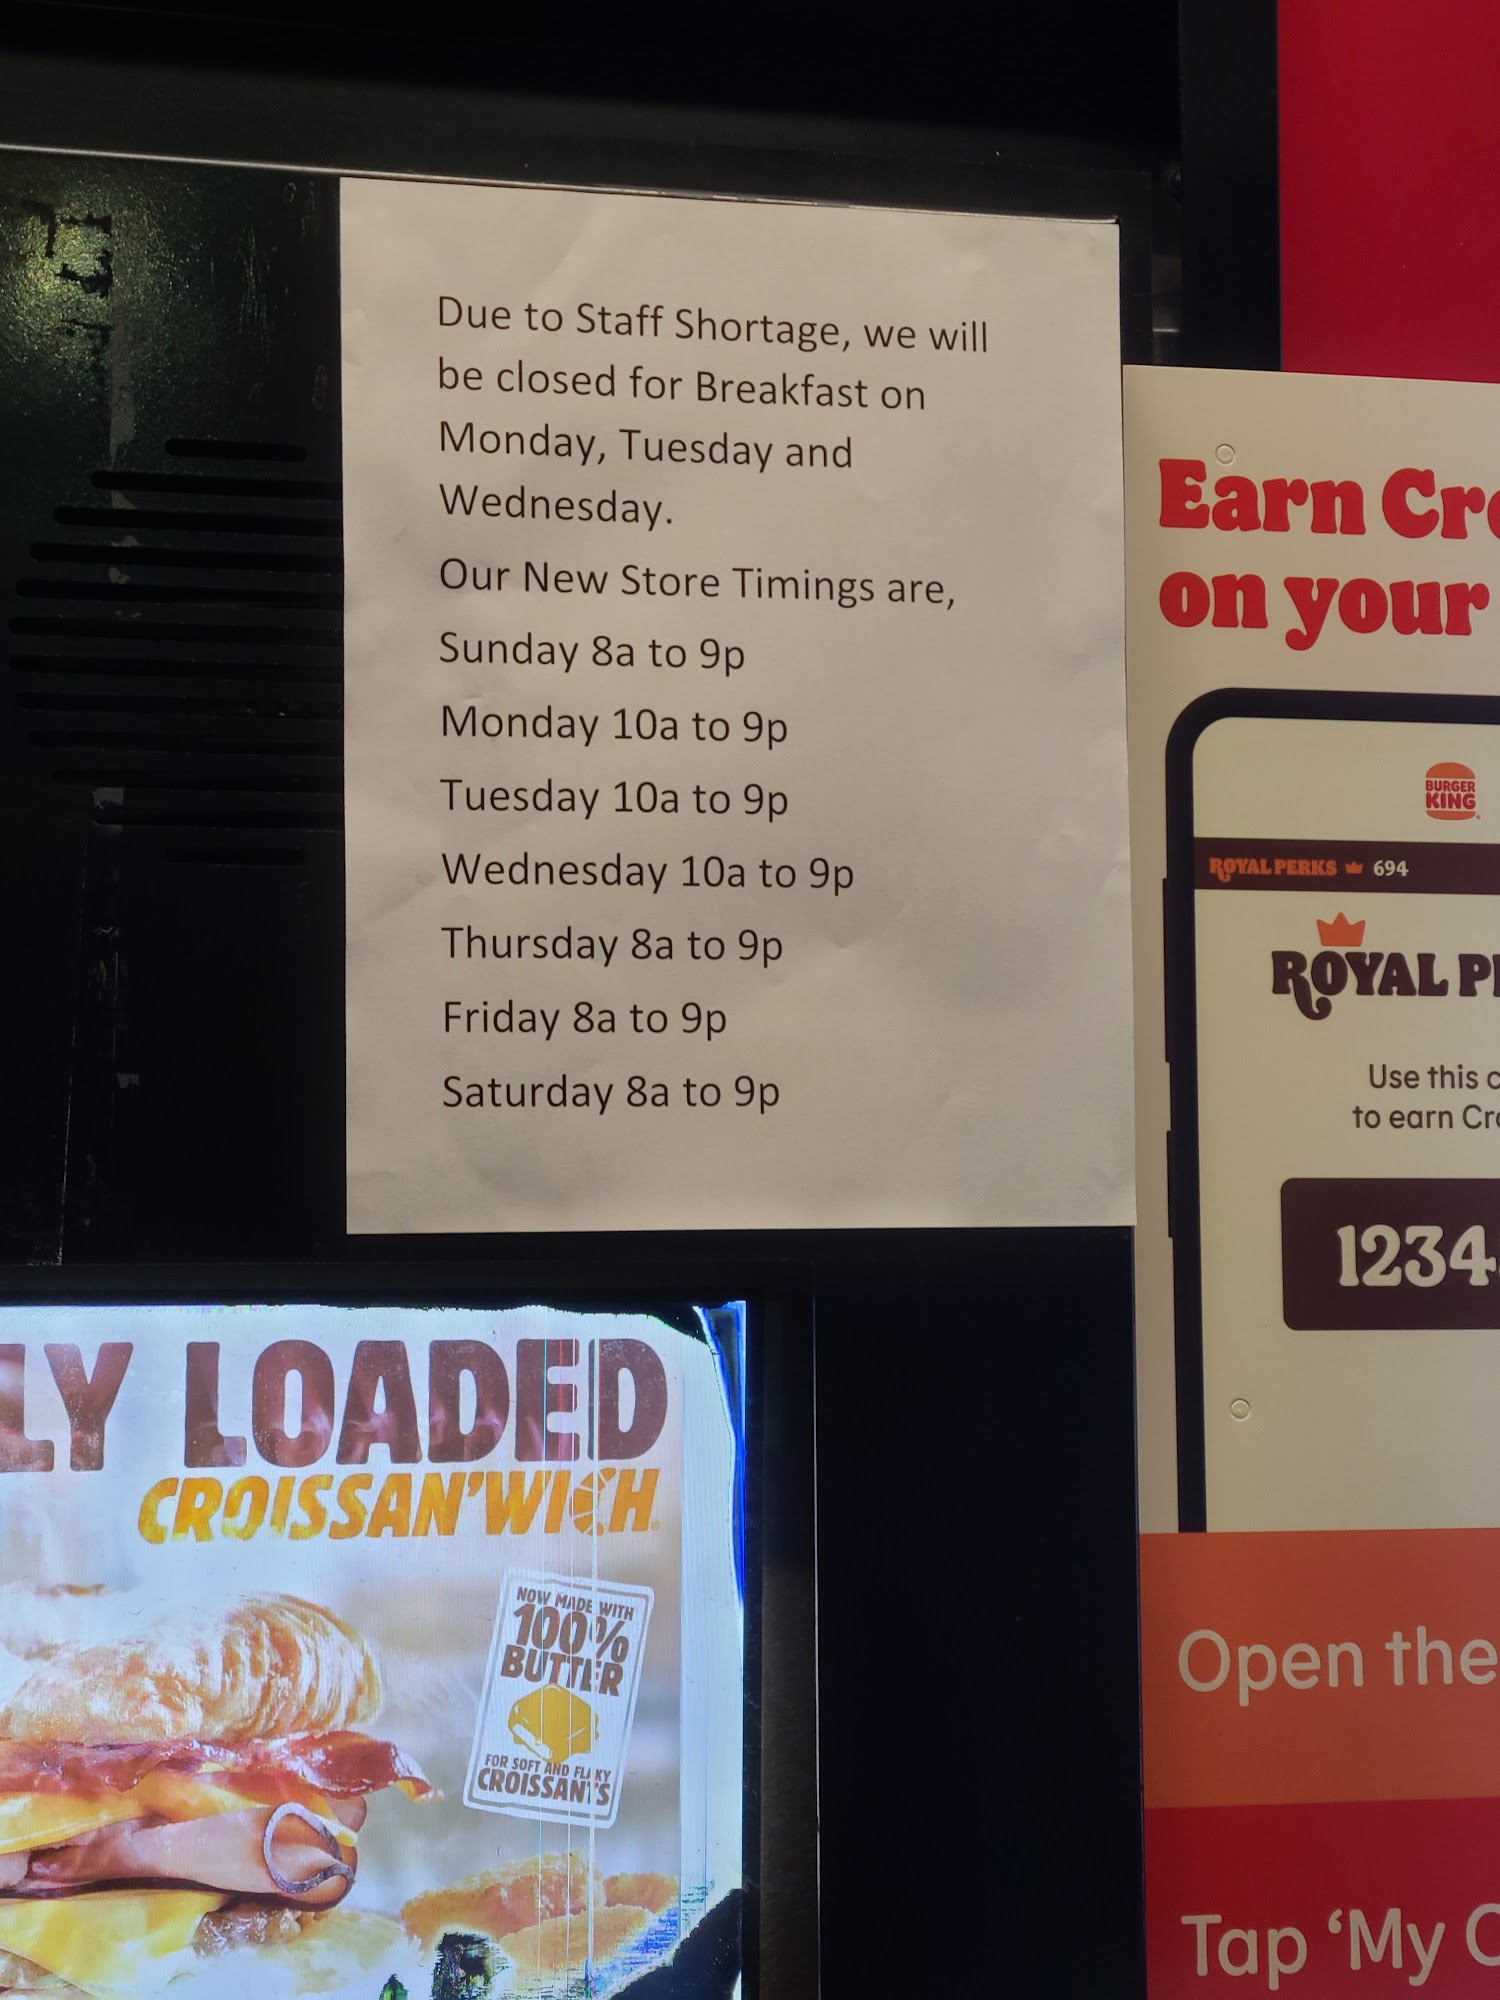 Due to Staff Shortage, we will
be closed for Breakfast on
Monday, Tuesday and
Wednesday.
Our New Store Timings are,
Sunday 8a to 9p
Monday 10a to 9p
Tuesday 10a to 9p
Wednesday 10a to 9p
Thursday 8a to 9p
Friday 8a to 9p
Saturday 8a to 9p
Earn
on your
BURGER
KING
ROYAL PERKS 694
ROYAL
Use this
to earn
1234
Open the
Tap ‘My
LOADED
CROISSAN'WICH
NOW MADE WITH
100%
BUTTER
FOR SOFT AND FLAKY
CROISSANTS